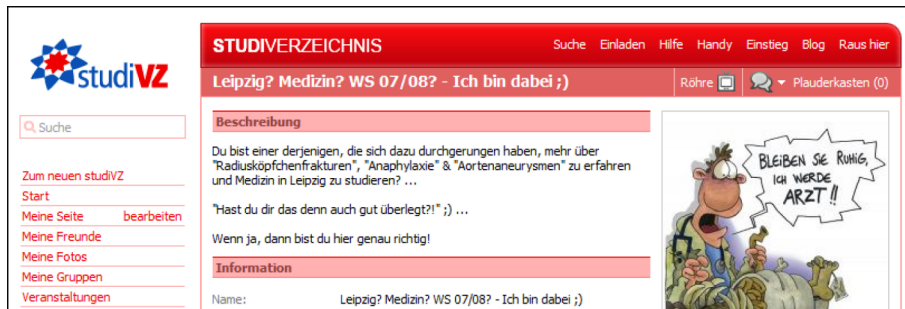 studiVZ
STUDIVERZEICHNIS
Suche Einladen Hilfe Handy Einstieg Blog Raus hier
Leipzig? Medizin? WS 07/08? - Ich bin dabei ;)
Röhre Plauderkasten (0)
Suche
Zum neuen studiVZ
Start
Meine Seite bearbeiten
Meine Freunde
Meine Fotos
Meine Gruppen
Veranstaltungen
Beschreibung
Du bist einer derjenigen, die sich dazu durchgerungen haben, mehr über
"Radiusköpfchenfrakturen", "Anaphylaxie" & "Aortenaneurysmen" zu erfahren
und Medizin in Leipzig zu studieren? ...
"Hast du dir das denn auch gut überlegt?!" ;) ...
Wenn ja, dann bist du hier genau richtig!
Information
Name: Leipzig? Medizin? WS 07/08? - Ich bin dabei ;)
BLEIBEN SIE RUHIG,
ICH WERDE
ARZT!!